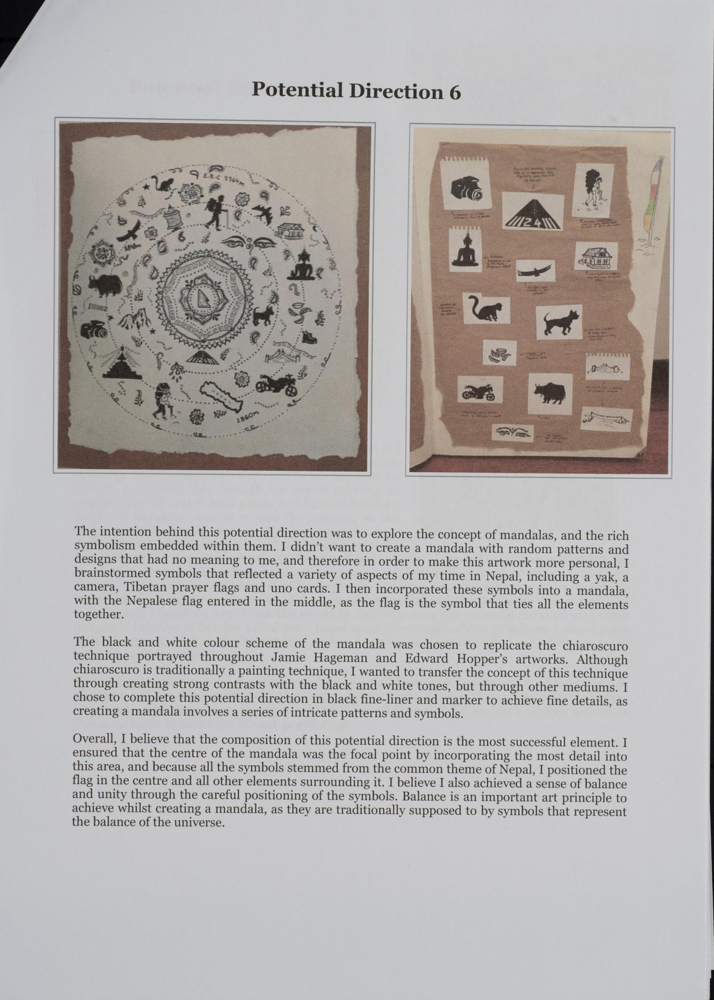 Potential Direction 6
E.B.C 5364m
8848m
24
NEPAL
2860m
24
The intention behind this potential direction was to explore the concept of mandalas, and the rich
symbolism embedded within them. I didn't want to create a mandala with random patterns and
designs that had no meaning to me, and therefore in order to make this artwork more personal, I
brainstormed symbols that reflected a variety of aspects of my time in Nepal, including a yak, a
camera, Tibetan prayer flags and uno cards. I then incorporated these symbols into a mandala,
with the Nepalese flag entered in the middle, as the flag is the symbol that ties all the elements
together.
The black and white colour scheme of the mandala was chosen to replicate the chiaroscuro
technique portrayed throughout Jamie Hageman and Edward Hopper's artworks. Although
chiaroscuro is traditionally a painting technique, I wanted to transfer the concept of this technique
through creating strong contrasts with the black and white tones, but through other mediums. I
chose to complete this potential direction in black fine-liner and marker to achieve fine details, as
creating a mandala involves a series of intricate patterns and symbols.
Overall, I believe that the composition of this potential direction is the most successful element. I
ensured that the centre of the mandala was the focal point by incorporating the most detail into
this area, and because all the symbols stemmed from the common theme of Nepal, I positioned the
flag in the centre and all other elements surrounding it. I believe I also achieved a sense of balance
and unity through the careful positioning of the symbols. Balance is an important art principle to
achieve whilst creating a mandala, as they are traditionally supposed to by symbols that represent
the balance of the universe.